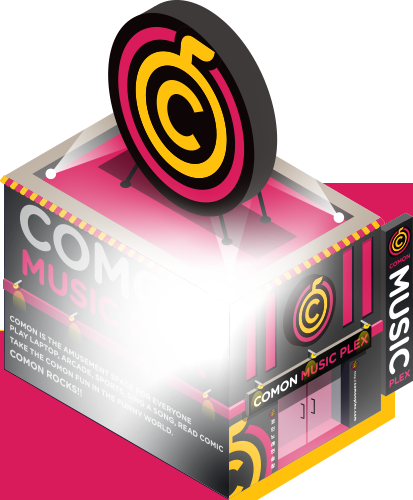 COMON
MUSIC
COMON IS THE AMUSEMENT FOR EVERYONE
PLAY LAPTOP, ARCADE, SPORTS, SING A SONG, READ COMIC
TAKE THE COMON FUN IN THE FUNNY WORLD.
COMON ROCKS!!
COMON MUSIC PLEX
COMON
MUSIC
PLEX